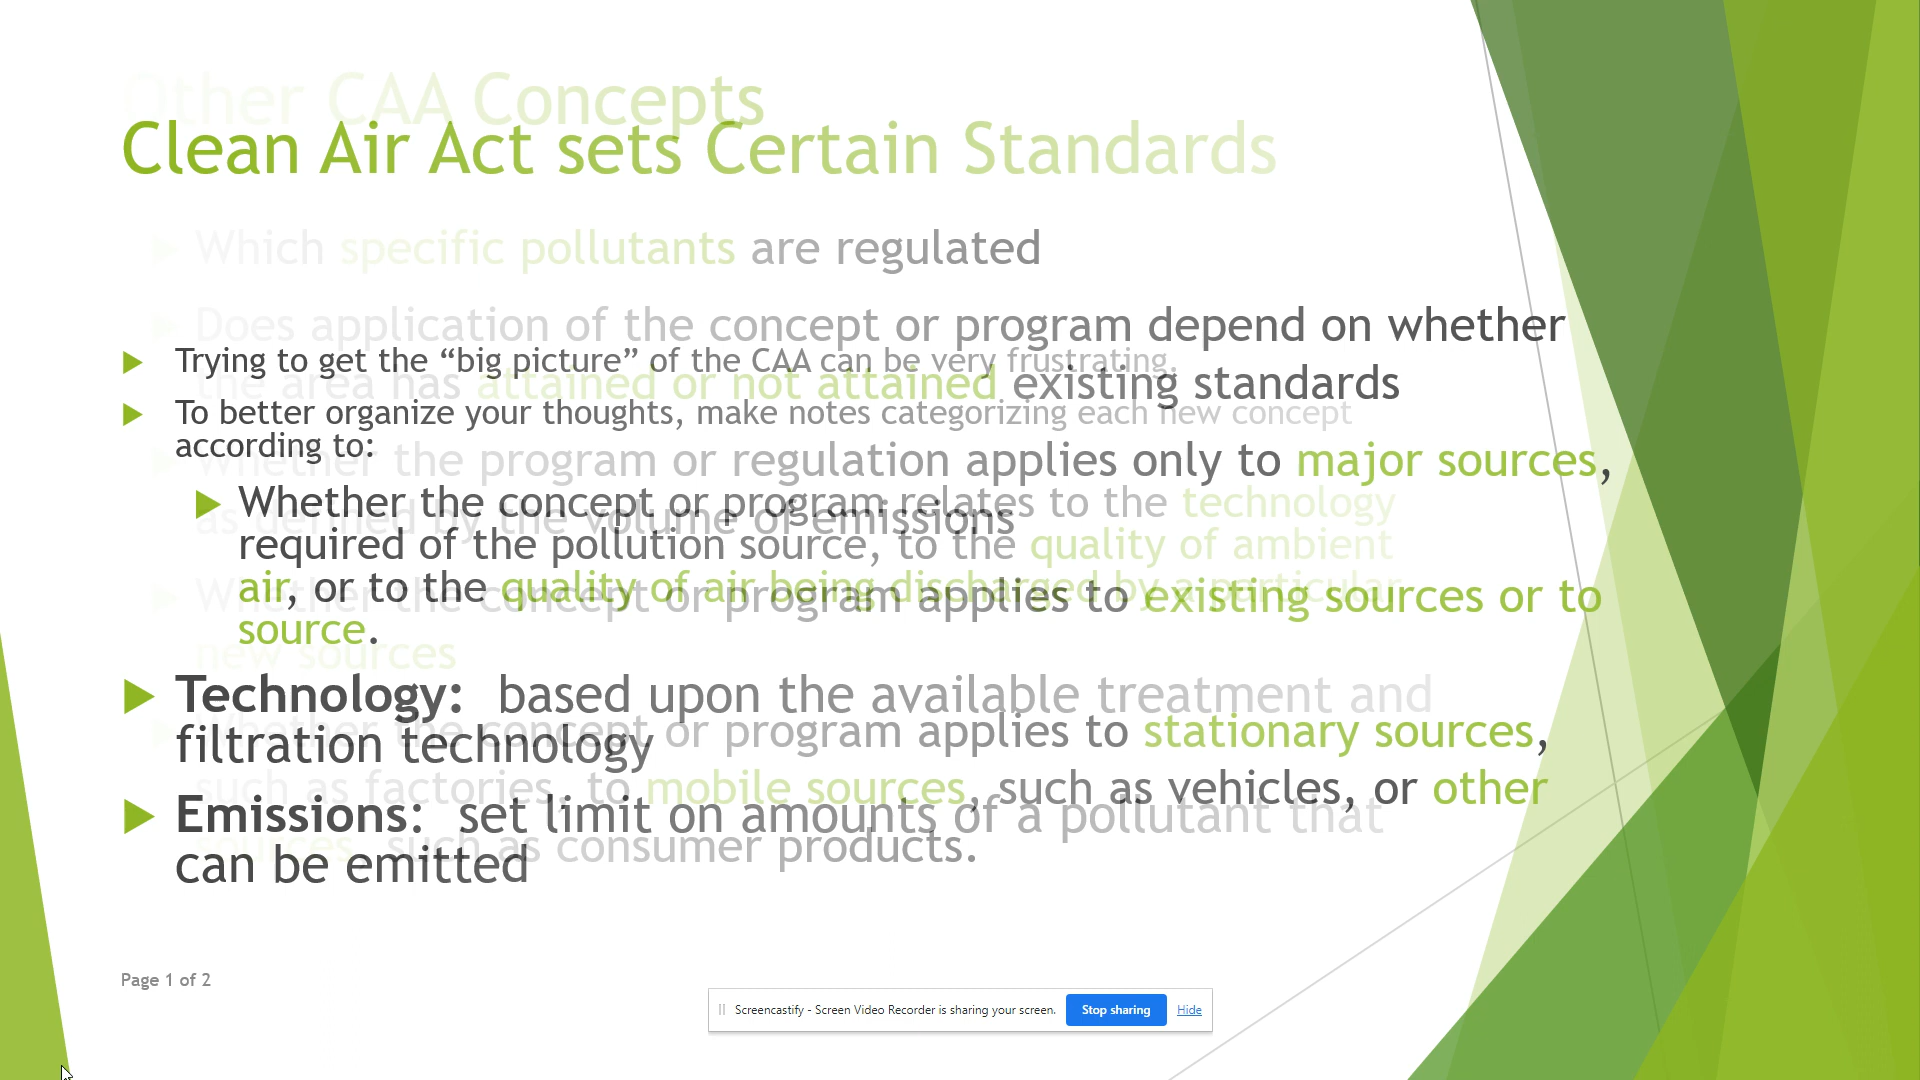 Other CAA Concepts
Clean Air Act sets Certain Standards
Which specific pollutants are regulated
Does application of the concept or program depend on whether
Trying to get the “big picture” of the CAA can be very frustrating.
the area has attained or not attained existing standards
To better organize your thoughts, make notes categorizing each new concept
according to:
Whether the program or regulation applies only to major sources,
Whether the concept or program relates to the technology
as defined by the volume of emissions
required of the pollution source, to the quality of ambient
air, or to the quality of air being discharged by a particular
Whether the concept or program applies to existing sources or to
source.
new sources
Technology: based upon the available treatment and
Whether the concept or program applies to stationary sources,
filtration technology
such as factories, to mobile sources, such as vehicles, or other
Emissions: set limit on amounts of a pollutant that
sources, such as consumer products.
can be emitted
Page 1 of 2
Screencastify - Screen Video Recorder is sharing your screen.
Stop sharing
Hide